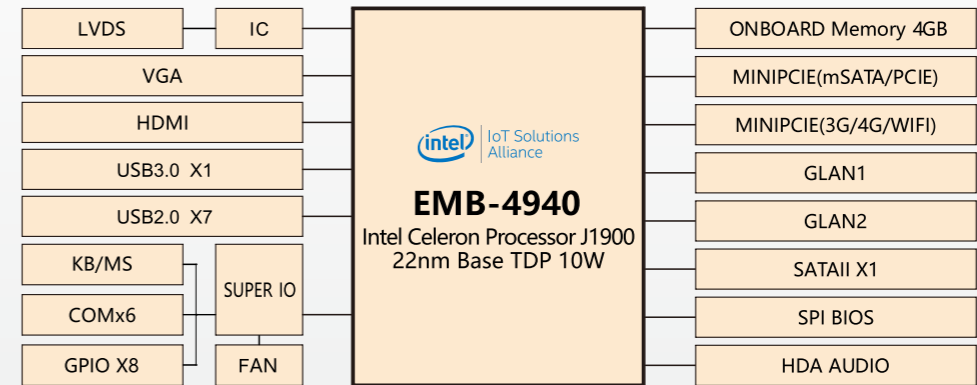 LVDS
IC
VGA
HDMI
USB3.0 X1
USB2.0 X7
KB/MS
COMx6
GPIO X8
SUPER IO
FAN
intel
IoT Solutions
Alliance
EMB-4940
Intel Celeron Processor J1900
22nm Base TDP 10W
ONBOARD Memory 4GB
MINIPCIE(mSATA/PCIE)
MINIPCIE(3G/4G/WIFI)
GLAN1
GLAN2
SATAII X1
SPI BIOS
HDA AUDIO